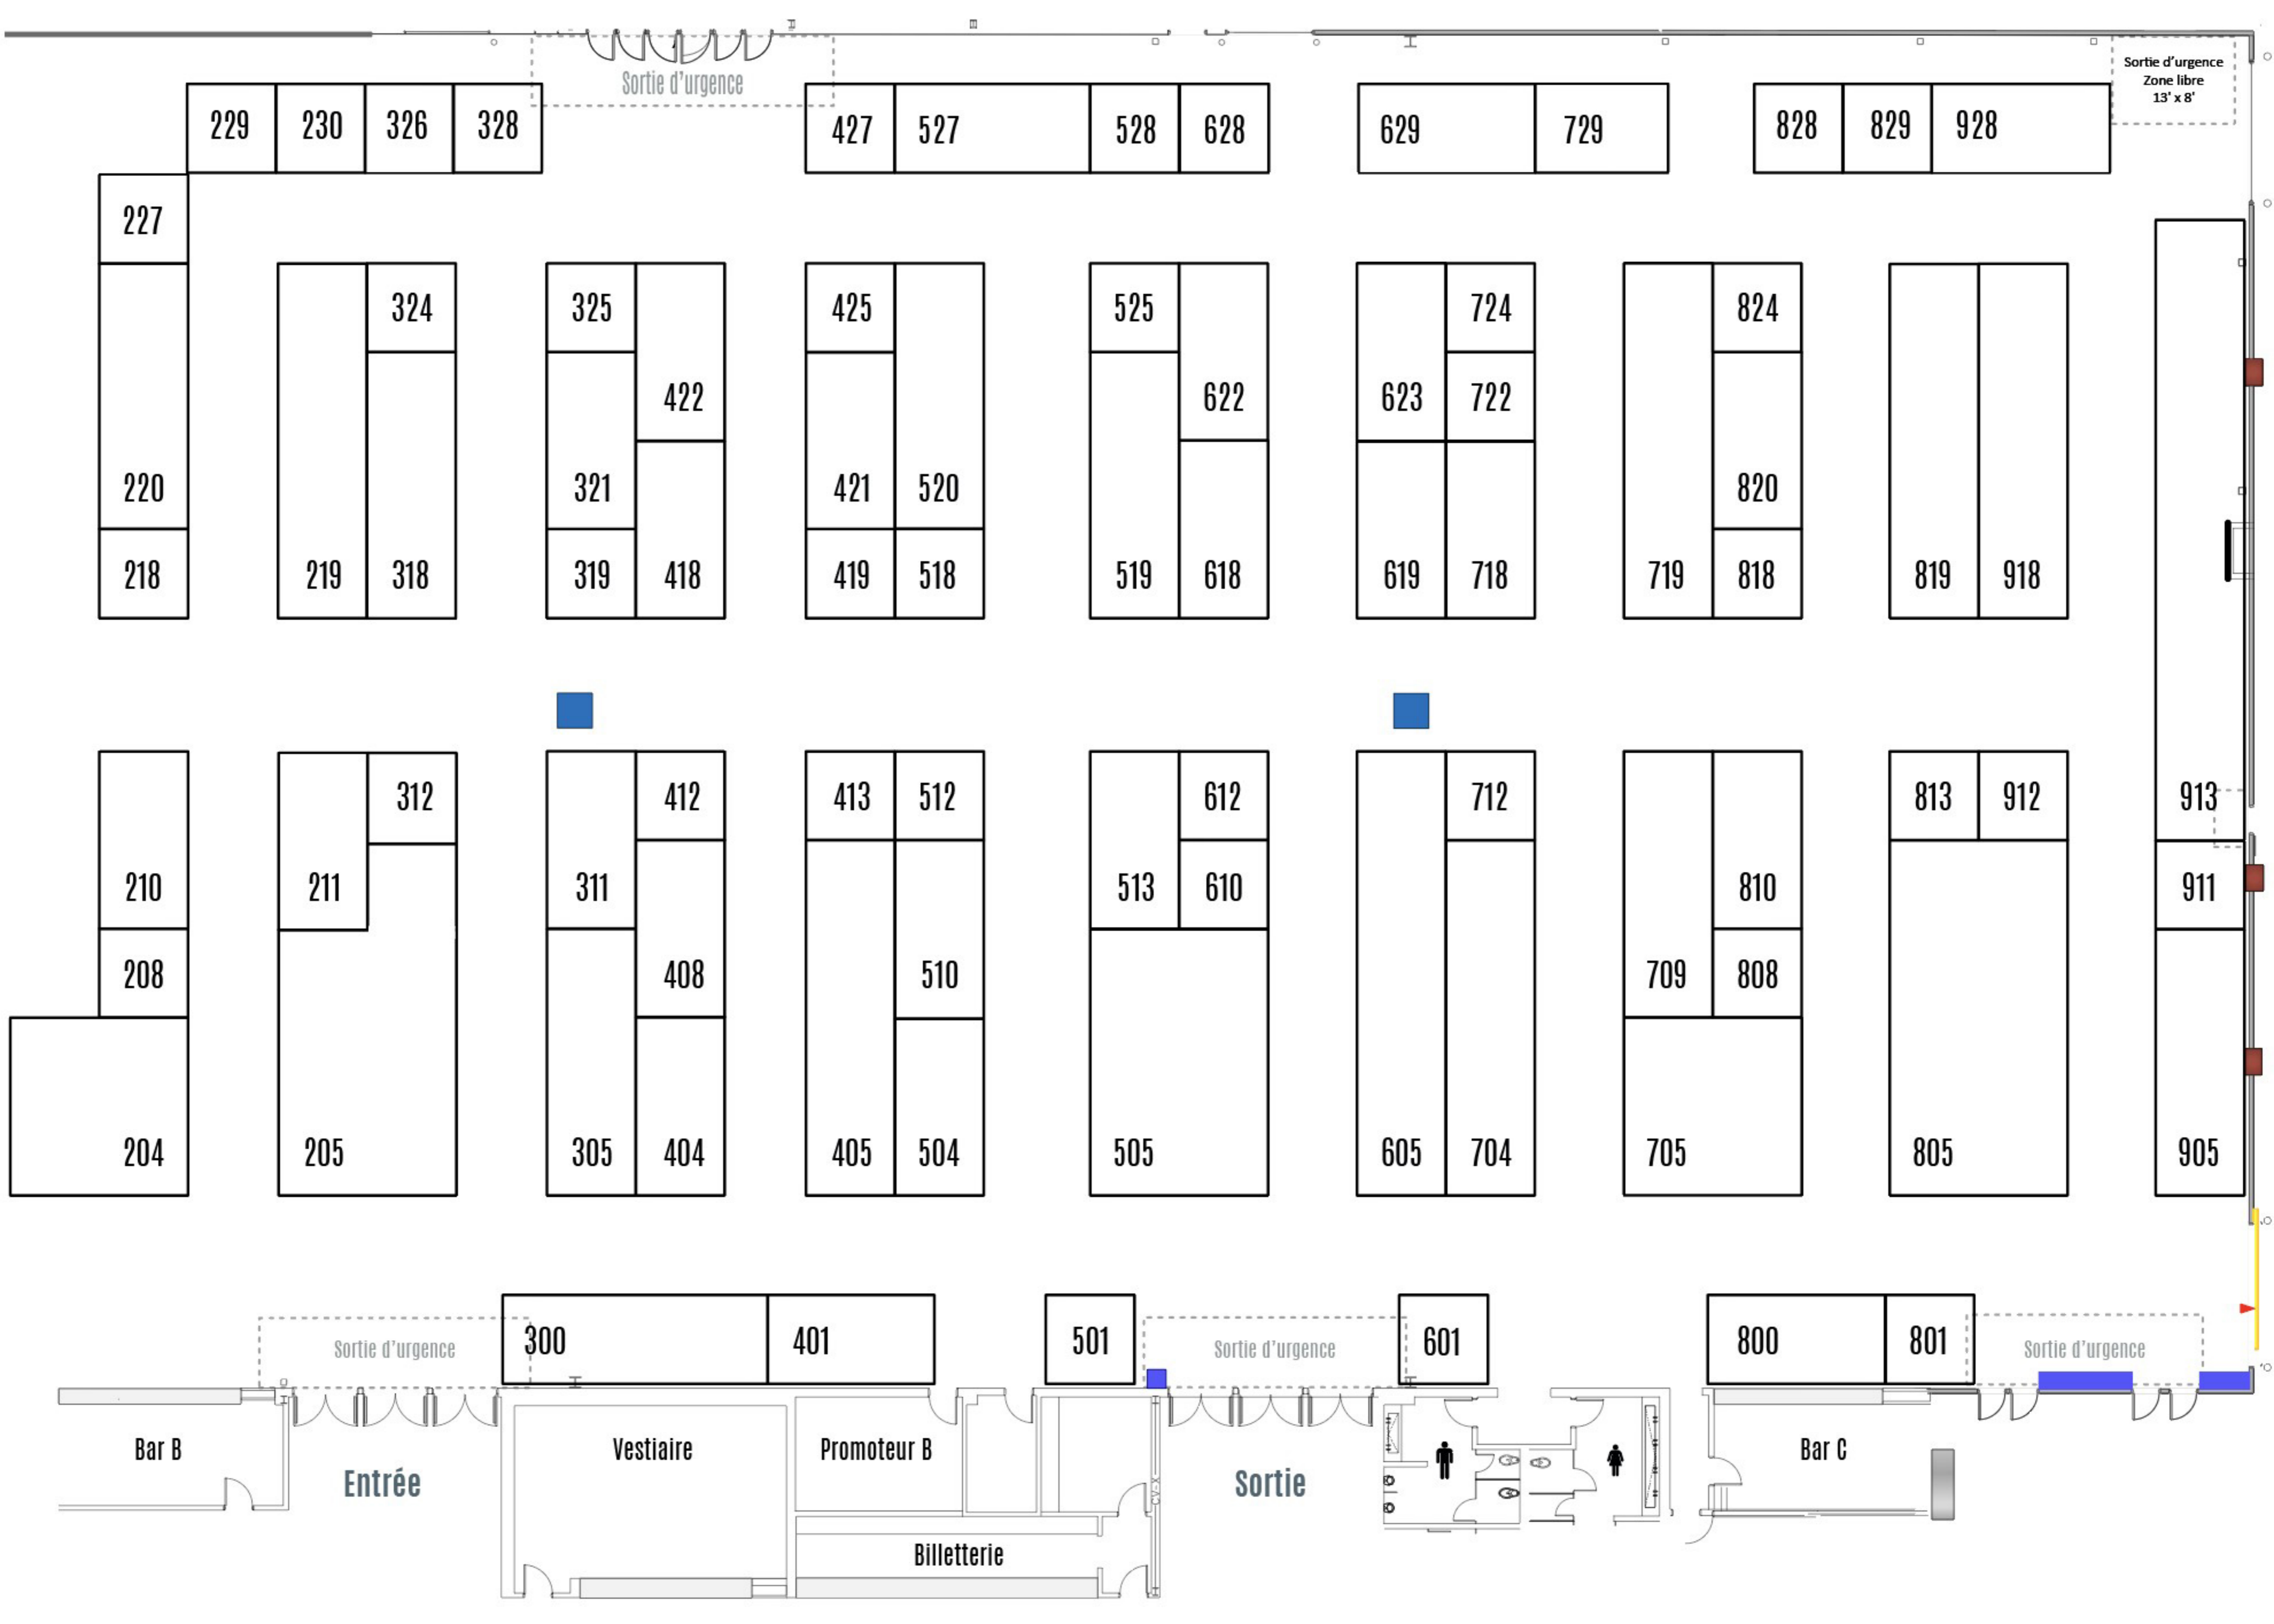 Sortie d'urgence
Sortie d'urgence
Zone libre
13' x 8'
229 230 326 328 427 527 528 628 629 729 828 829 928
227
324 325 425 525 724 824
422 622 623 722
220 321 421 520 820
218 219 318 319 418 419 518 519 618 619 718 719 818 819 918
312 412 413 512 612 712 813 912 913
210 211 311 513 610 810 911
208 408 510 709 808
204 205 305 404 405 504 505 605 704 705 805 905
300 401 501 601 800 801
Sortie d'urgence Sortie d'urgence Sortie d'urgence
Bar B Vestiaire Promoteur B Bar C
Entrée Sortie
CV-X
Billetterie